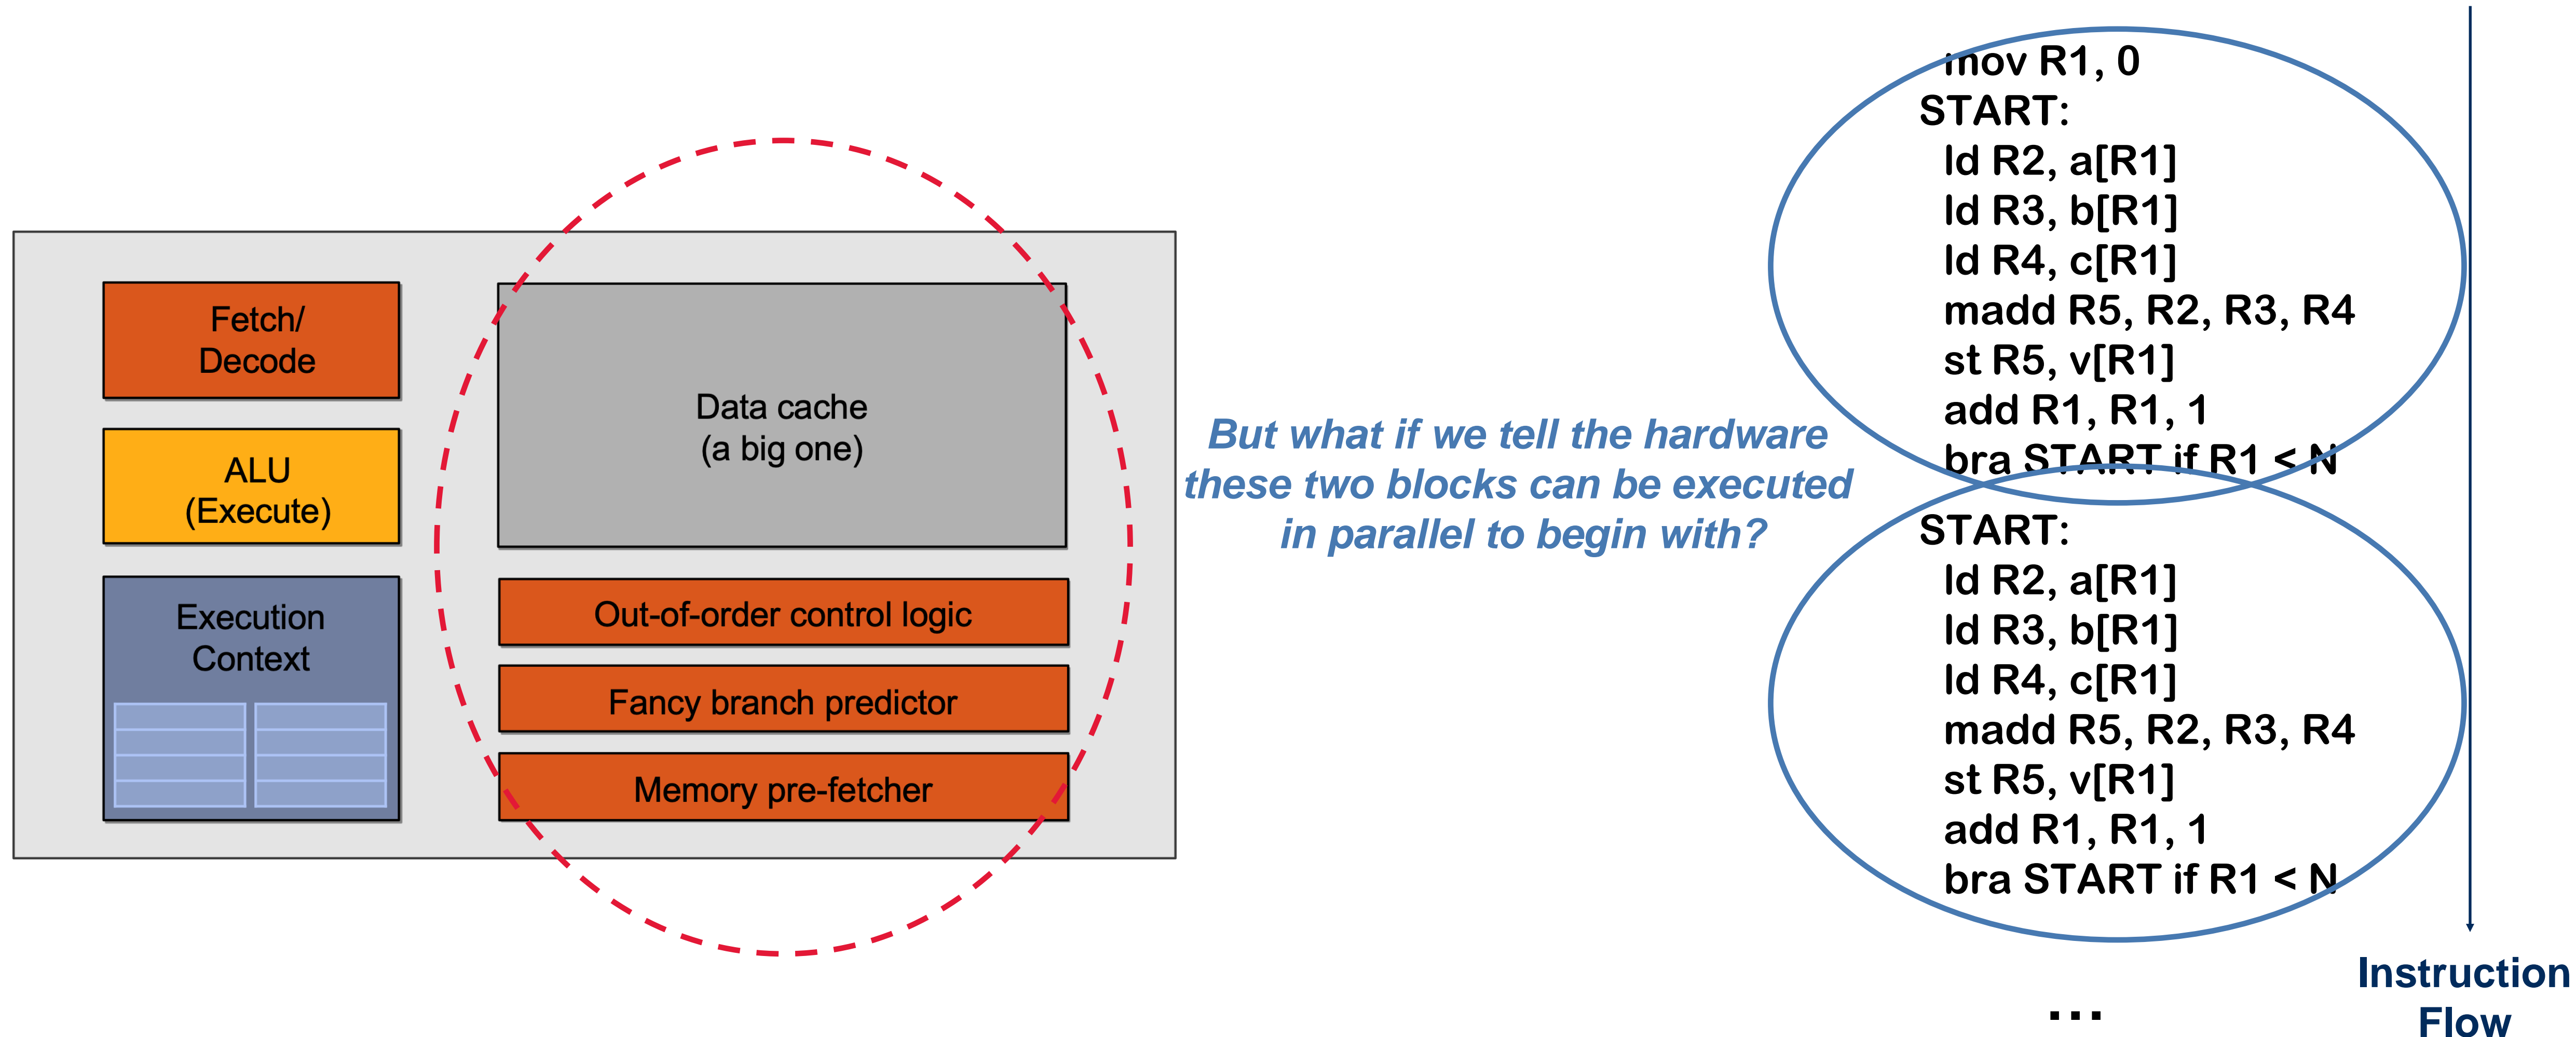 Fetch/
Decode
ALU
(Execute)
Execution
Context
Data cache
(a big one)
Out-of-order control logic
Fancy branch predictor
Memory pre-fetcher
But what if we tell the hardware
these two blocks can be executed
in parallel to begin with?
mov R1, 0
START:
ld R2, a[R1]
ld R3, b[R1]
ld R4, c[R1]
madd R5, R2, R3, R4
st R5, v[R1]
add R1, R1, 1
bra START if R1 < N
START:
ld R2, a[R1]
ld R3, b[R1]
ld R4, c[R1]
madd R5, R2, R3, R4
st R5, v[R1]
add R1, R1, 1
bra START if R1 < N
...
Instruction
Flow